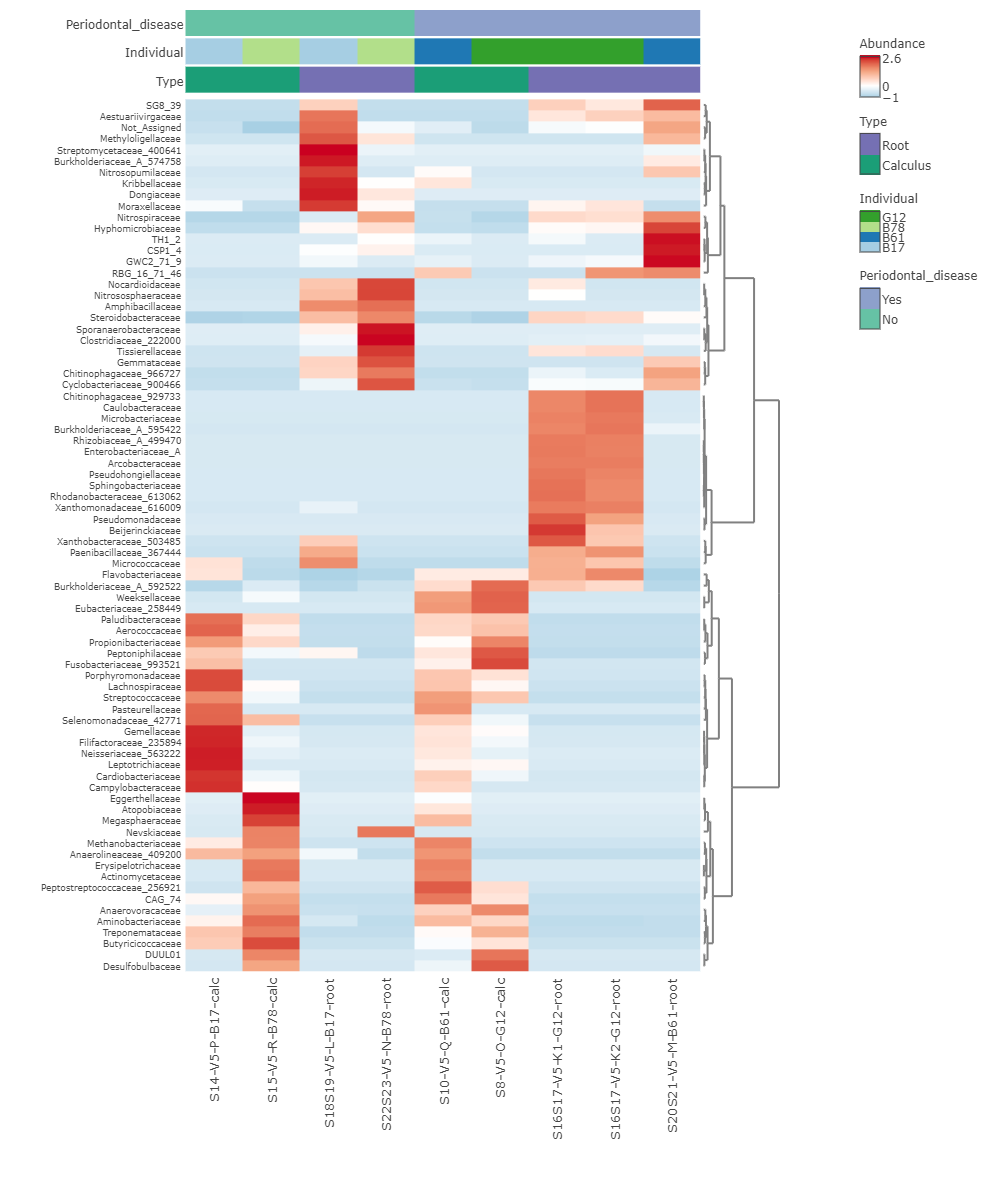 Periodontal_disease
Individual
Type
SG8_39
Aestuariivirgaceae
Not_Assigned
Methyloligellaceae
Streptomycetaceae_400641
Burkholderiaceae_A_574758
Nitrosopumilaceae
Kribbellaceae
Dongiaceae
Moraxellaceae
Nitrospiraceae
Hyphomicrobiaceae
TH1_2
CSP1_4
GWC2_71_9
RBG_16_71_46
Nocardioidaceae
Nitrososphaeraceae
Amphibacillaceae
Steroidobacteraceae
Sporanaerobacteraceae
Clostridiaceae_222000
Tissierellaceae
Gemmataceae
Chitinophagaceae_966727
Cyclobacteriaceae_900466
Chitinophagaceae_929733
Caulobacteraceae
Microbacteriaceae
Burkholderiaceae_A_595422
Rhizobiaceae_A_499470
Enterobacteriaceae_A
Arcobacteraceae
Pseudohongiellaceae
Sphingobacteriaceae
Rhodanobacteraceae_613062
Xanthomonadaceae_616009
Pseudomonadaceae
Beijerinckiaceae
Xanthobacteraceae_503485
Paenibacillaceae_367444
Micrococcaceae
Flavobacteriaceae
Burkholderiaceae_A_592522
Weeksellaceae
Eubacteriaceae_258449
Paludibacteraceae
Aerococcaceae
Propionibacteriaceae
Peptoniphilaceae
Fusobacteriaceae_993521
Porphyromonadaceae
Lachnospiraceae
Streptococcaceae
Pasteurellaceae
Selenomonadaceae_42771
Gemellaceae
Filifactoraceae_235894
Neisseriaceae_563222
Leptotrichiaceae
Cardiobacteriaceae
Campylobacteraceae
Eggerthellaceae
Atopobiaceae
Megasphaeraceae
Nevskiaceae
Methanobacteriaceae
Anaerolineaceae_409200
Erysipelotrichaceae
Actinomycetaceae
Peptostreptococcaceae_256921
CAG_74
Anaerovoracaceae
Aminobacteriaceae
Treponemataceae
Butyricicoccaceae
DUUL01
Desulfobulbaceae
S14-V5-P-B17-calc
S15-V5-R-B78-calc
S18S19-V5-L-B17-root
S22S23-V5-N-B78-root
S10-V5-Q-B61-calc
S8-V5-O-G12-calc
S16S17-V5-K1-G12-root
S16S17-V5-K2-G12-root
S20S21-V5-M-B61-root
Abundance
2.6
0
−1
Type
Root
Calculus
Individual
G12
B78
B61
B17
Periodontal_disease
Yes
No